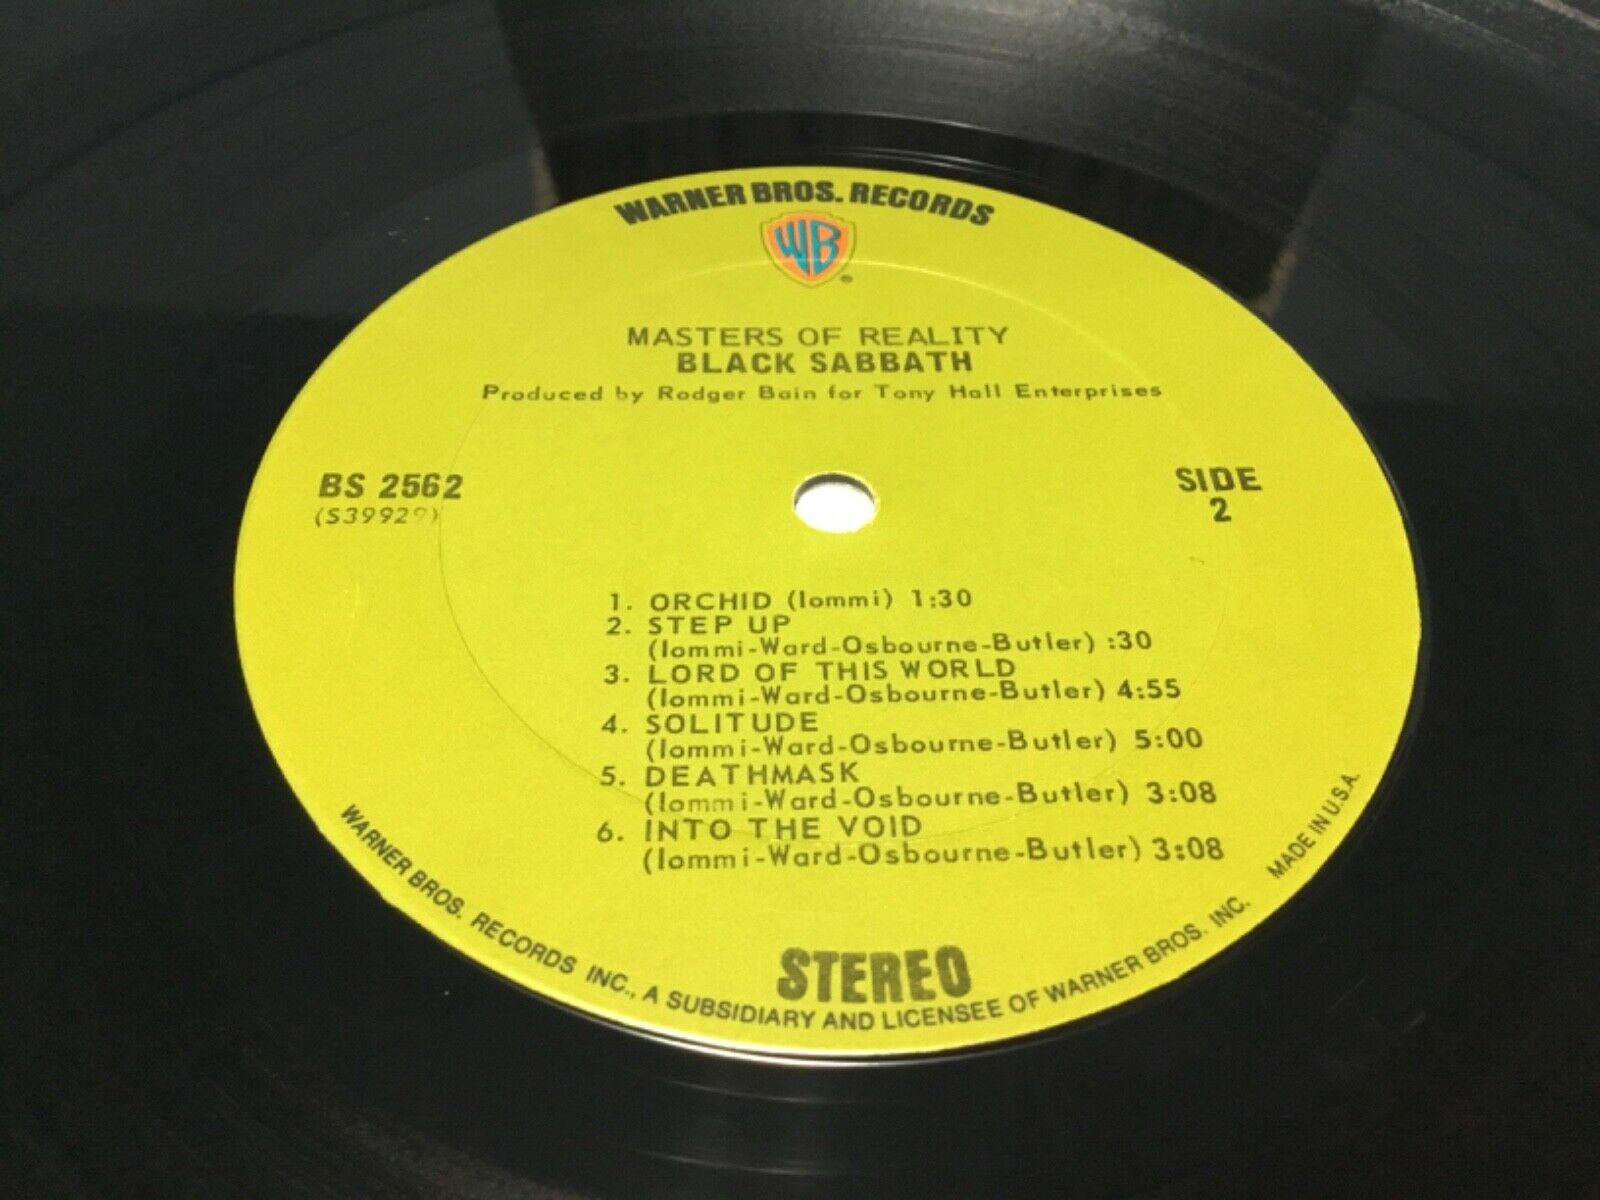 WARNER BROS. RECORDS
WB
®
MASTERS OF REALITY
BLACK SABBATH
Produced by Rodger Bain for Tony Hall Enterprises
BS 2562
(S39929)
SIDE
2
1. ORCHID (Iommi) 1:30
2. STEP UP
(Iommi-Ward-Osbourne-Butler) :30
3. LORD OF THIS WORLD
(Iommi-Ward-Osbourne-Butler) 4:55
4. SOLITUDE
(Iommi-Ward-Osbourne-Butler) 5:00
5. DEATHMASK
(Iommi-Ward-Osbourne-Butler) 3:08
6. INTO THE VOID
(Iommi-Ward-Osbourne-Butler) 3:08
STEREO
WARNER BROS. RECORDS INC., A SUBSIDIARY AND LICENSEE OF WARNER BROS. INC. MADE IN U.S.A.